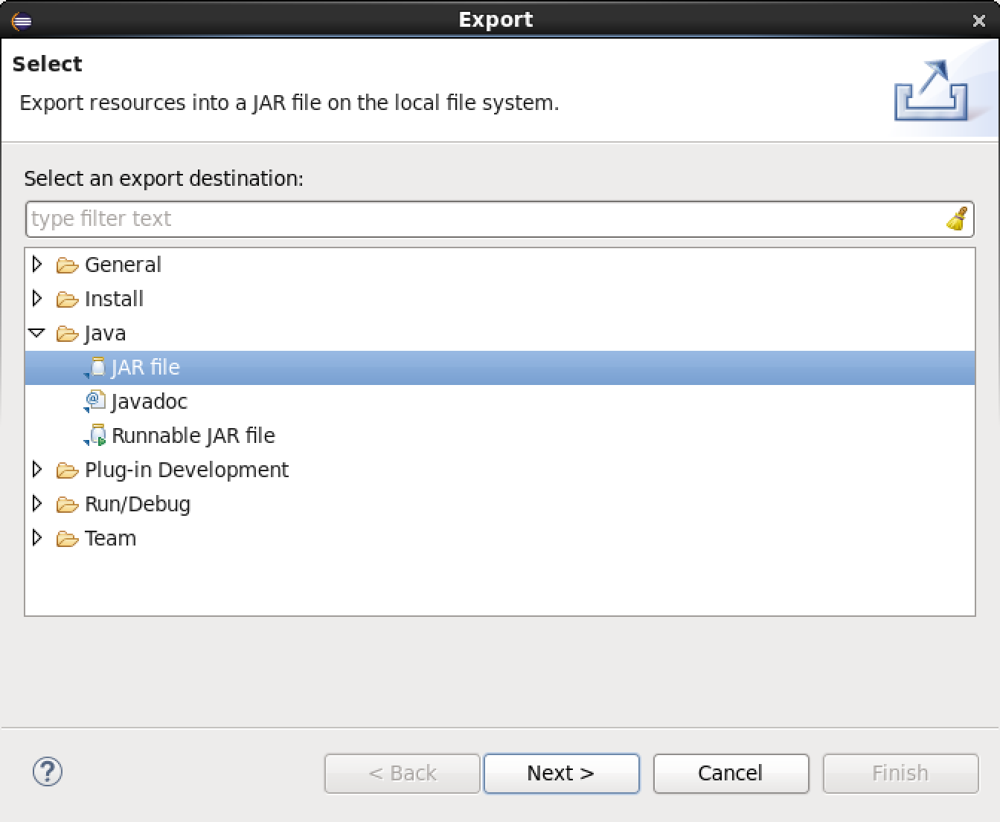 Export
Select
Export resources into a JAR file on the local file system.
Select an export destination:
type filter text
General
Install
Java
JAR file
Javadoc
Runnable JAR file
Plug-in Development
Run/Debug
Team
< Back Next > Cancel Finish